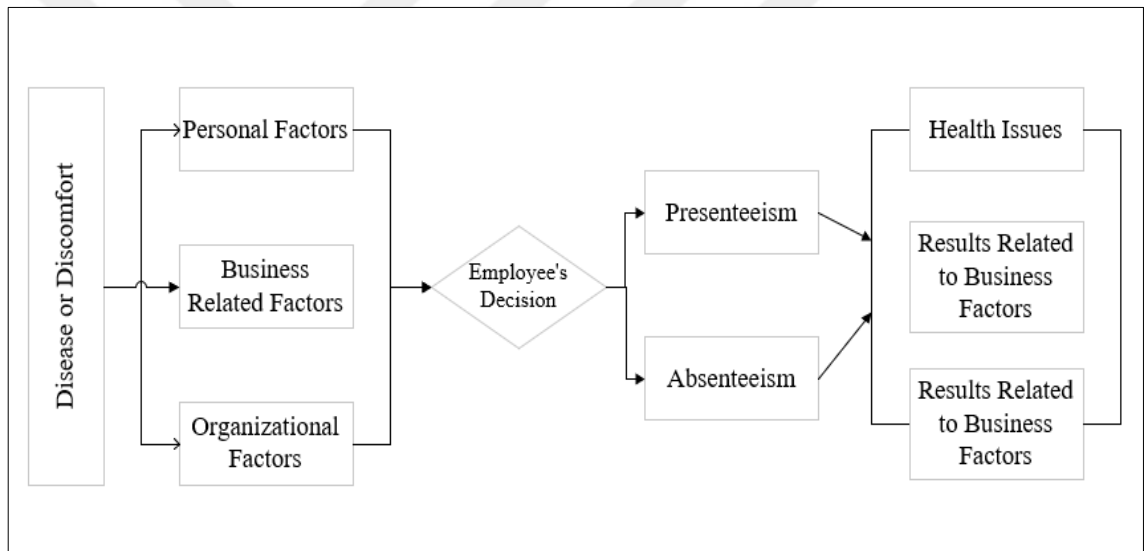 Disease or Discomfort
Personal Factors
Business
Related Factors
Organizational
Factors
Employee's
Decision
Presenteeism
Absenteeism
Health Issues
Results Related
to Business
Factors
Results Related
to Business
Factors